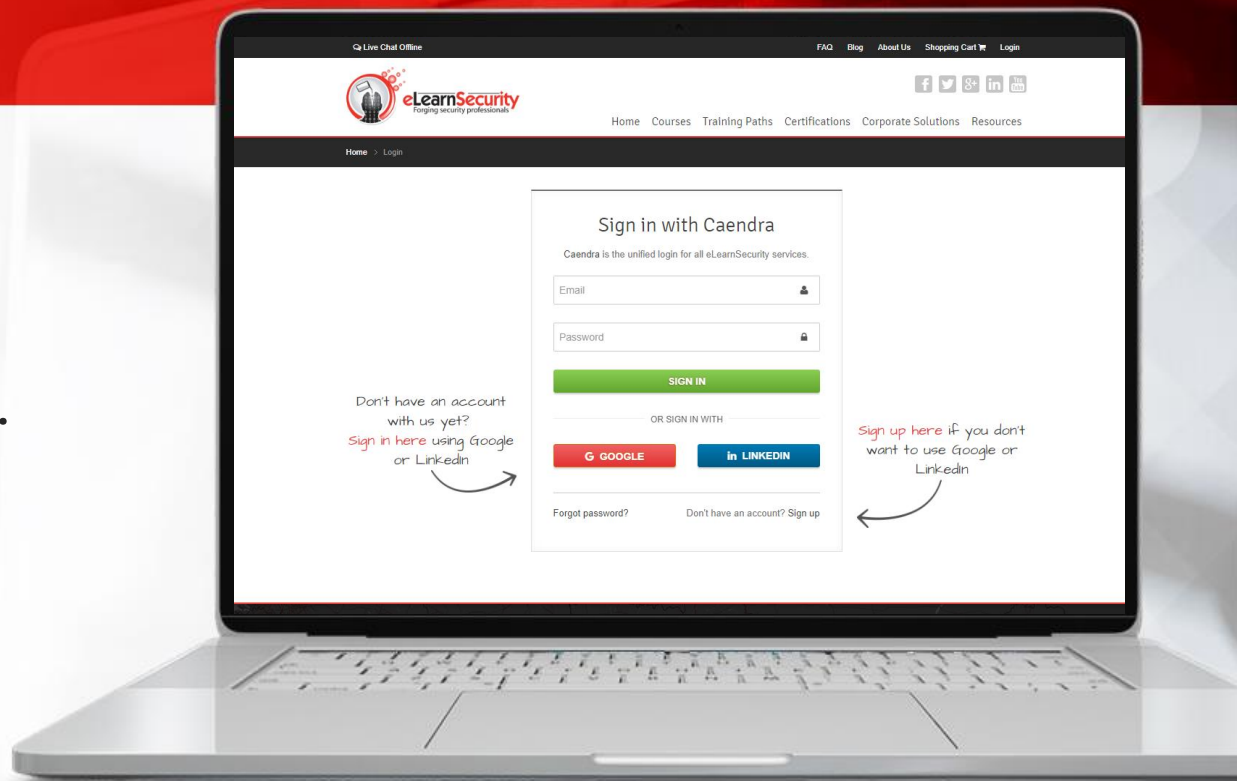 Live Chat Offline
FAQ Blog About Us Shopping Cart Login
eLearnSecurity
Forging security professionals
Home Courses Training Paths Certifications Corporate Solutions Resources
Home > Login
Sign in with Caendra
Caendra is the unified login for all eLearnSecurity services.
Email
Password
SIGN IN
OR SIGN IN WITH
G GOOGLE
in LINKEDIN
Forgot password?
Don't have an account? Sign up
Don't have an account
with us yet?
Sign in here using Google
or LinkedIn
Sign up here if you don't
want to use Google or
LinkedIn